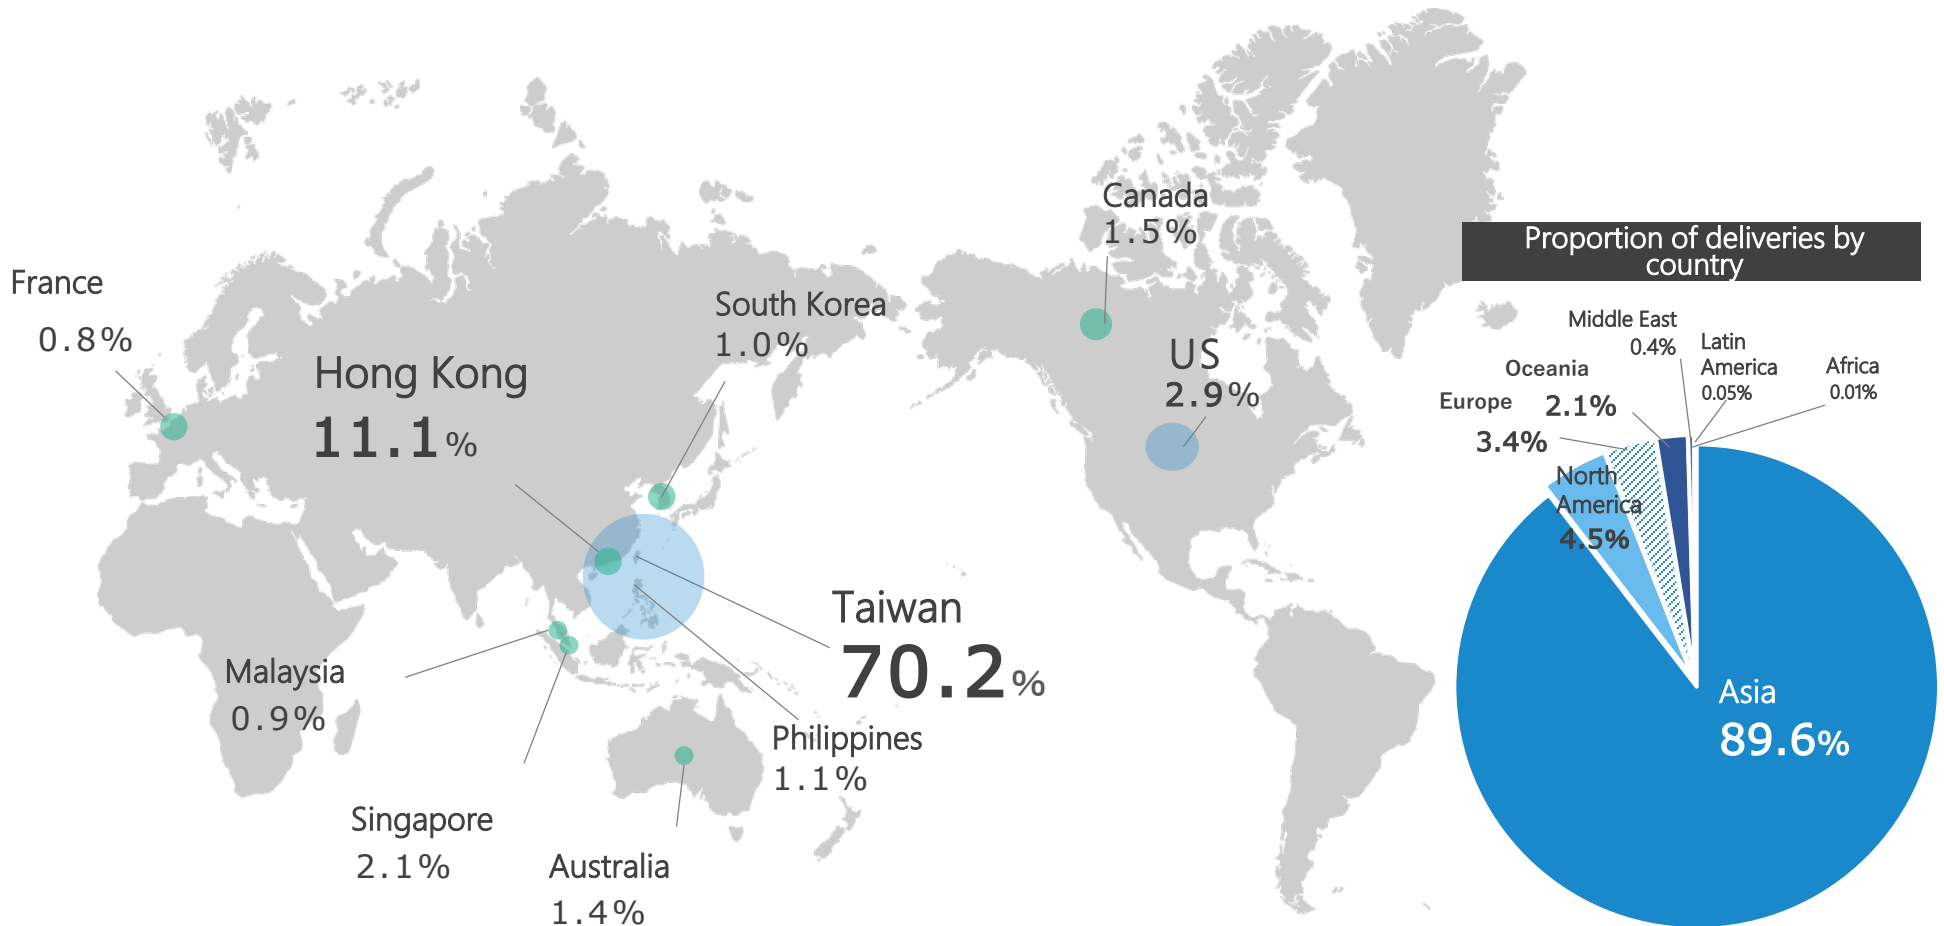 France
0.8%
Hong Kong
11.1%
South Korea
1.0%
Canada
1.5%
US
2.9%
Taiwan
70.2%
Philippines
1.1%
Malaysia
0.9%
Singapore
2.1%
Australia
1.4%
Proportion of deliveries by
country
Middle East
0.4%
Latin
America
0.05%
Africa
0.01%
Oceania
2.1%
Europe
3.4%
North
America
4.5%
Asia
89.6%